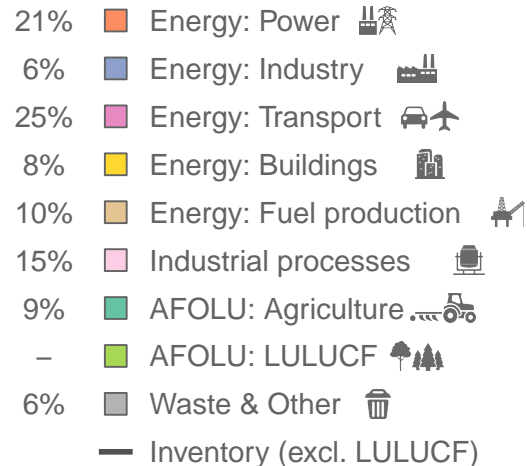 21% Energy: Power
6% Energy: Industry
25% Energy: Transport
8% Energy: Buildings
10% Energy: Fuel production
15% Industrial processes
9% AFOLU: Agriculture
– AFOLU: LULUCF
6% Waste & Other
Inventory (excl. LULUCF)